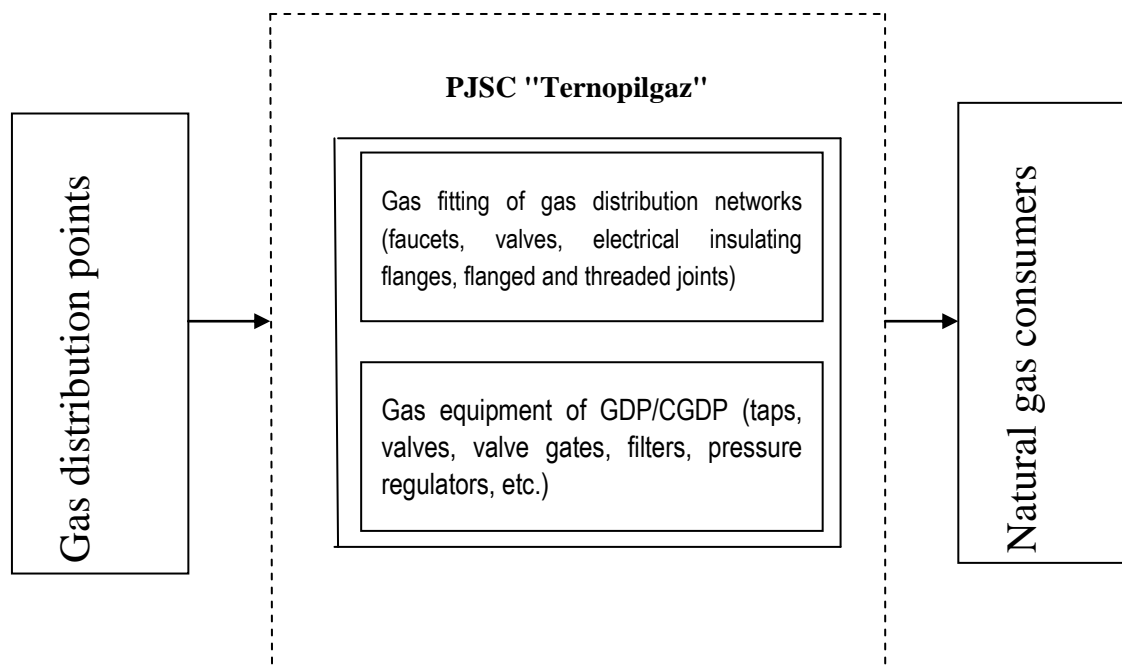 PJSC "Ternopilgaz"
Gas distribution points
Gas fitting of gas distribution networks
(faucets, valves, electrical insulating
flanges, flanged and threaded joints)
Gas equipment of GDP/CGDP (taps,
valves, valve gates, filters, pressure
regulators, etc.)
Natural gas consumers